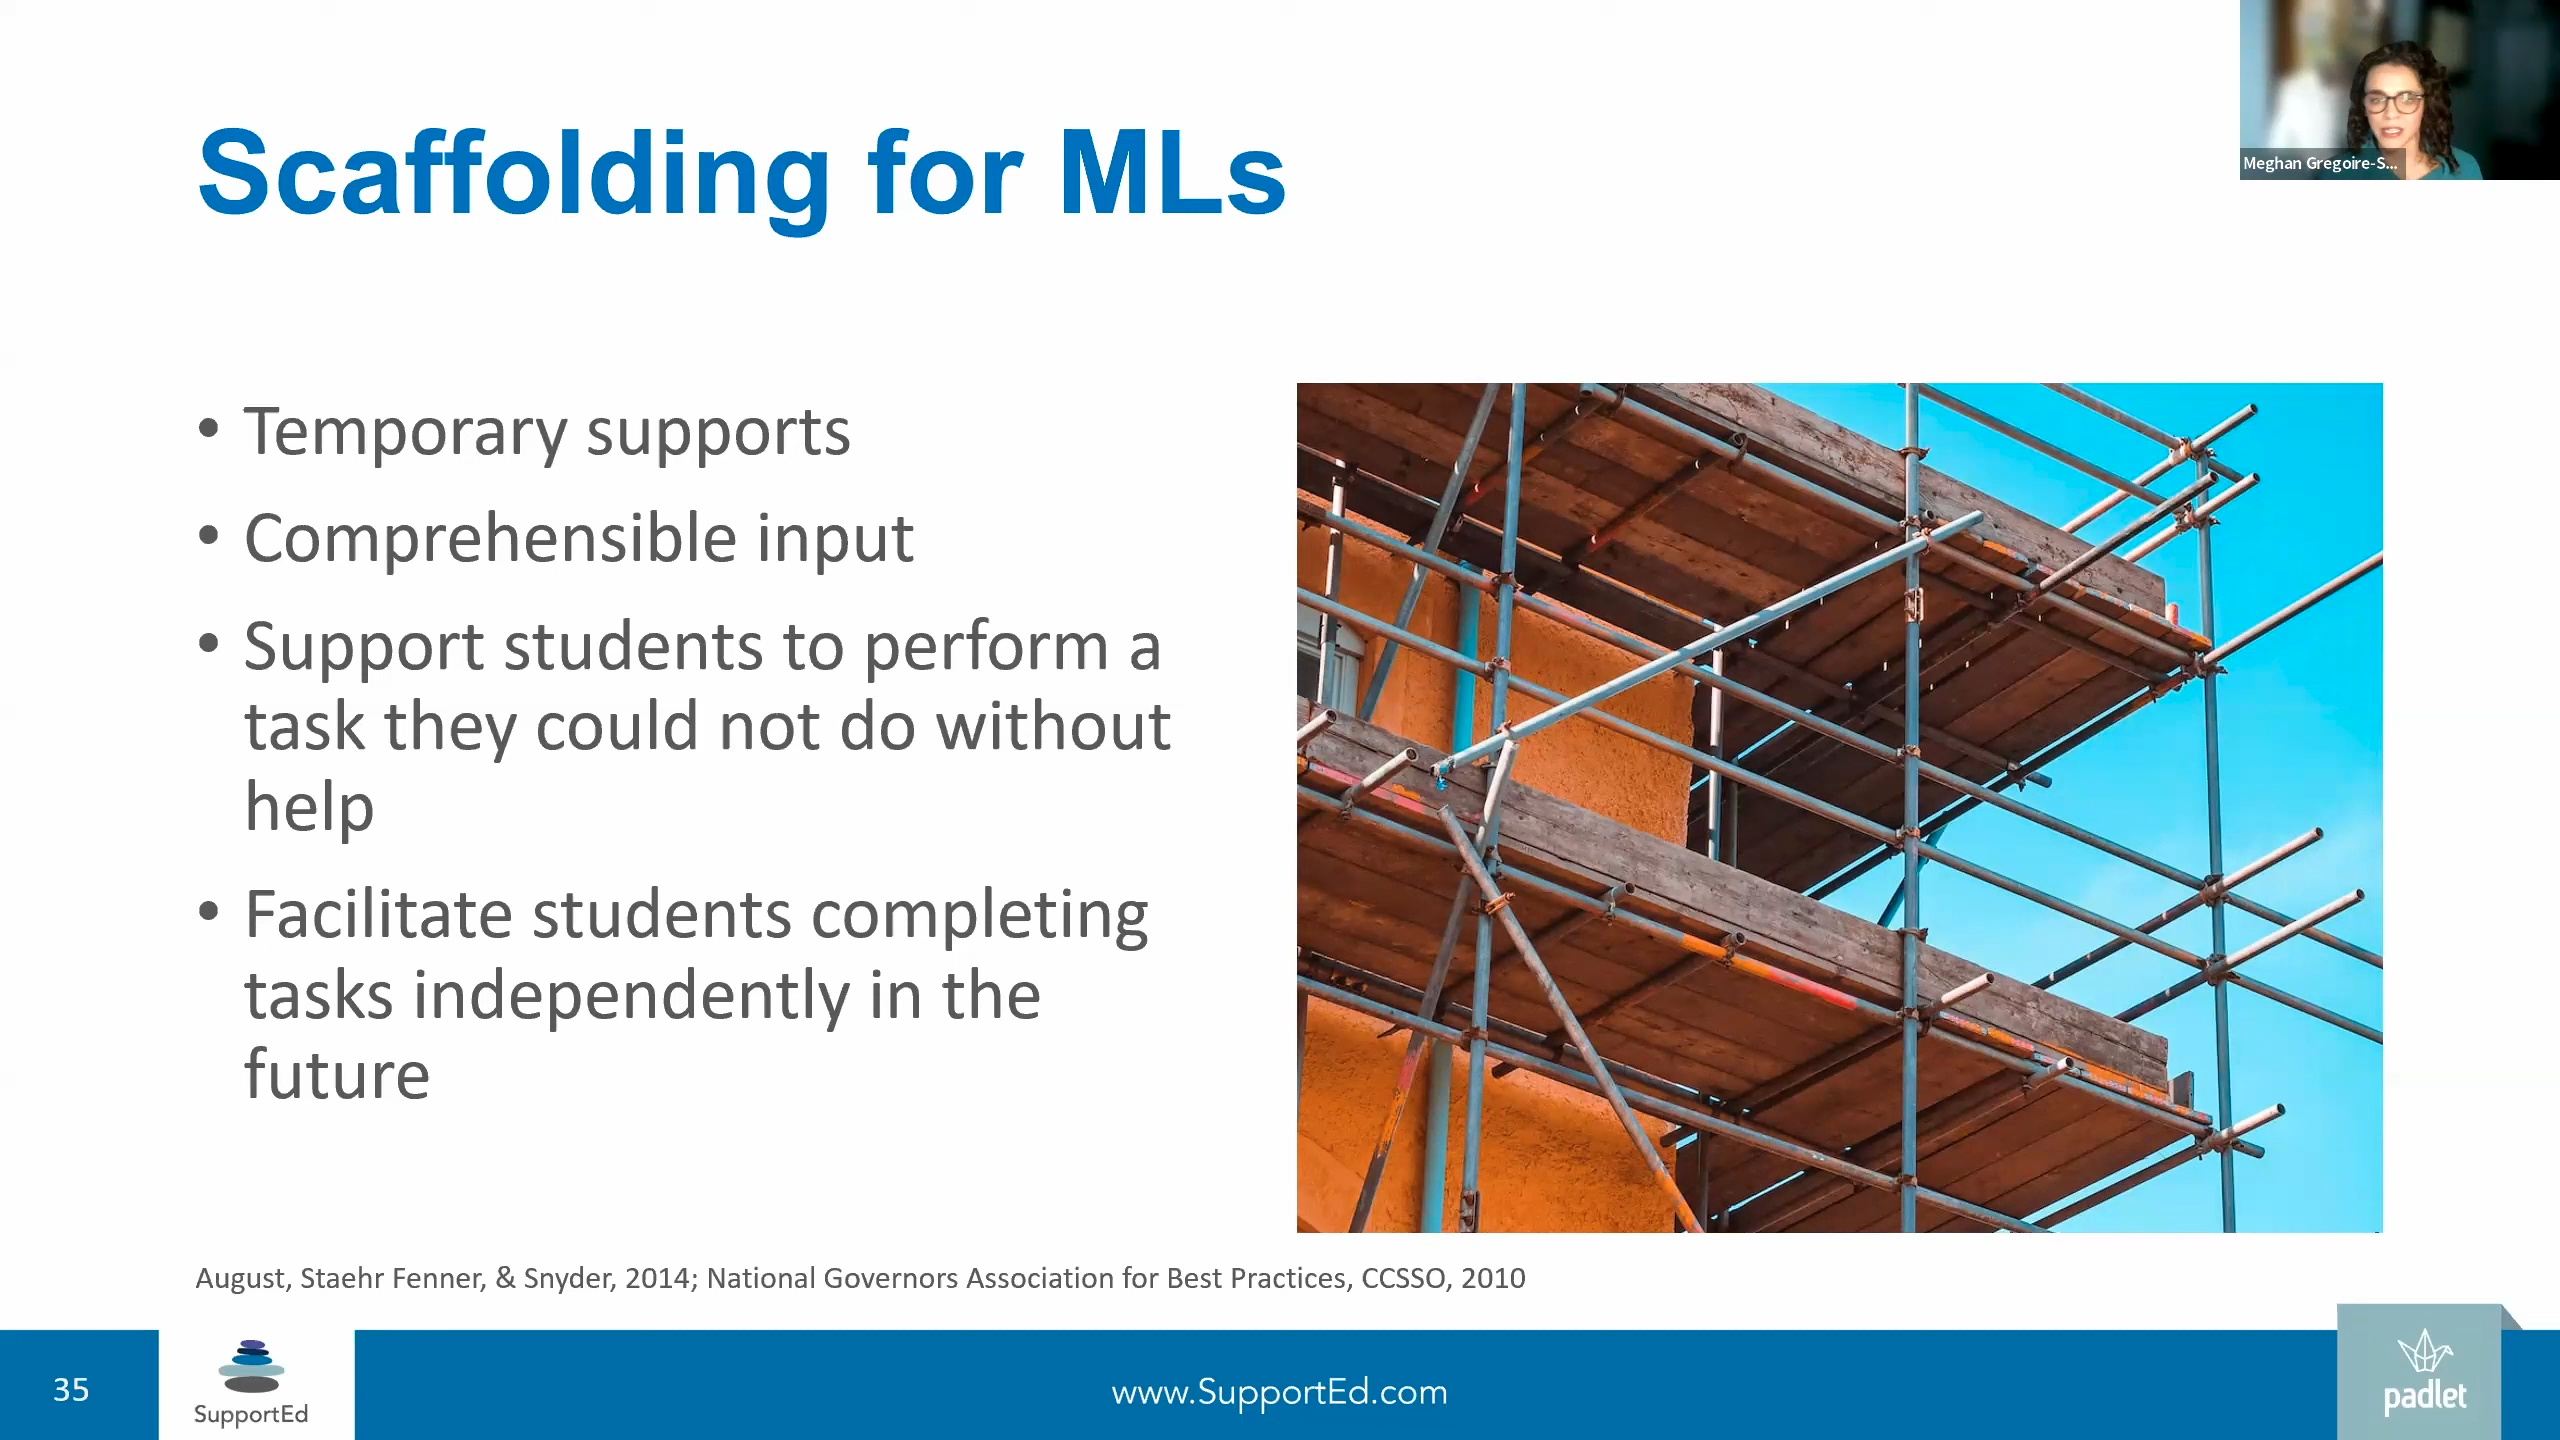 Scaffolding for MLs
Meghan Gregoire-S...
• Temporary supports
• Comprehensible input
• Support students to perform a
task they could not do without
help
• Facilitate students completing
tasks independently in the
future
August, Staehr Fenner, & Snyder, 2014; National Governors Association for Best Practices, CCSSO, 2010
35
SupportEd
www.SupportEd.com
padlet